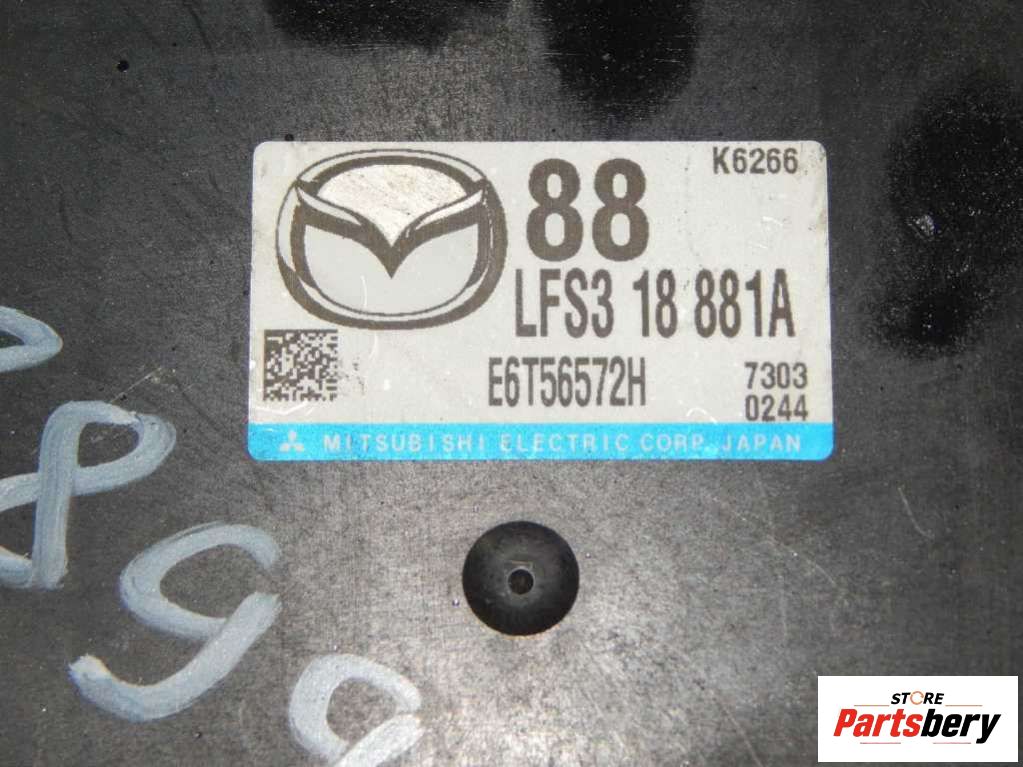 88
K6266
LFS3 18 881A
E6T56572H
7303
0244
MITSUBISHI ELECTRIC CORP. JAPAN
STORE
Partsbery